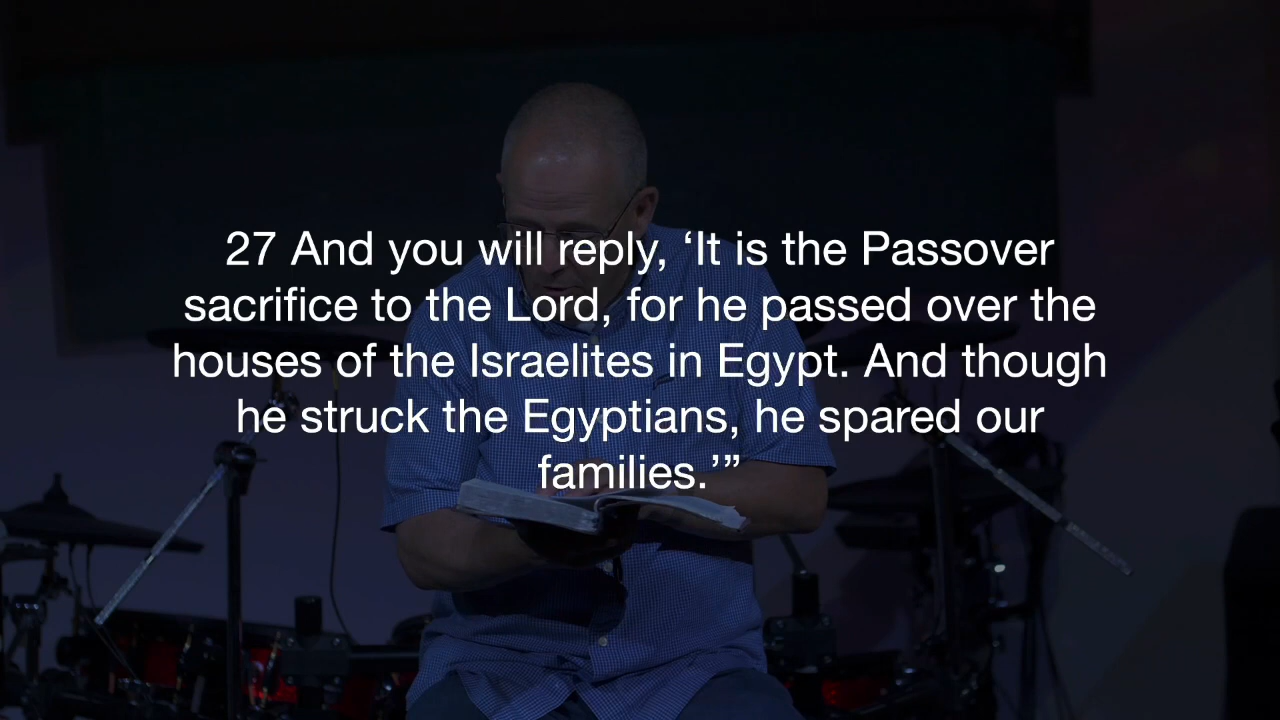 27 And you will reply, ‘It is the Passover
sacrifice to the Lord, for he passed over the
houses of the Israelites in Egypt. And though
he struck the Egyptians, he spared our
families.’”